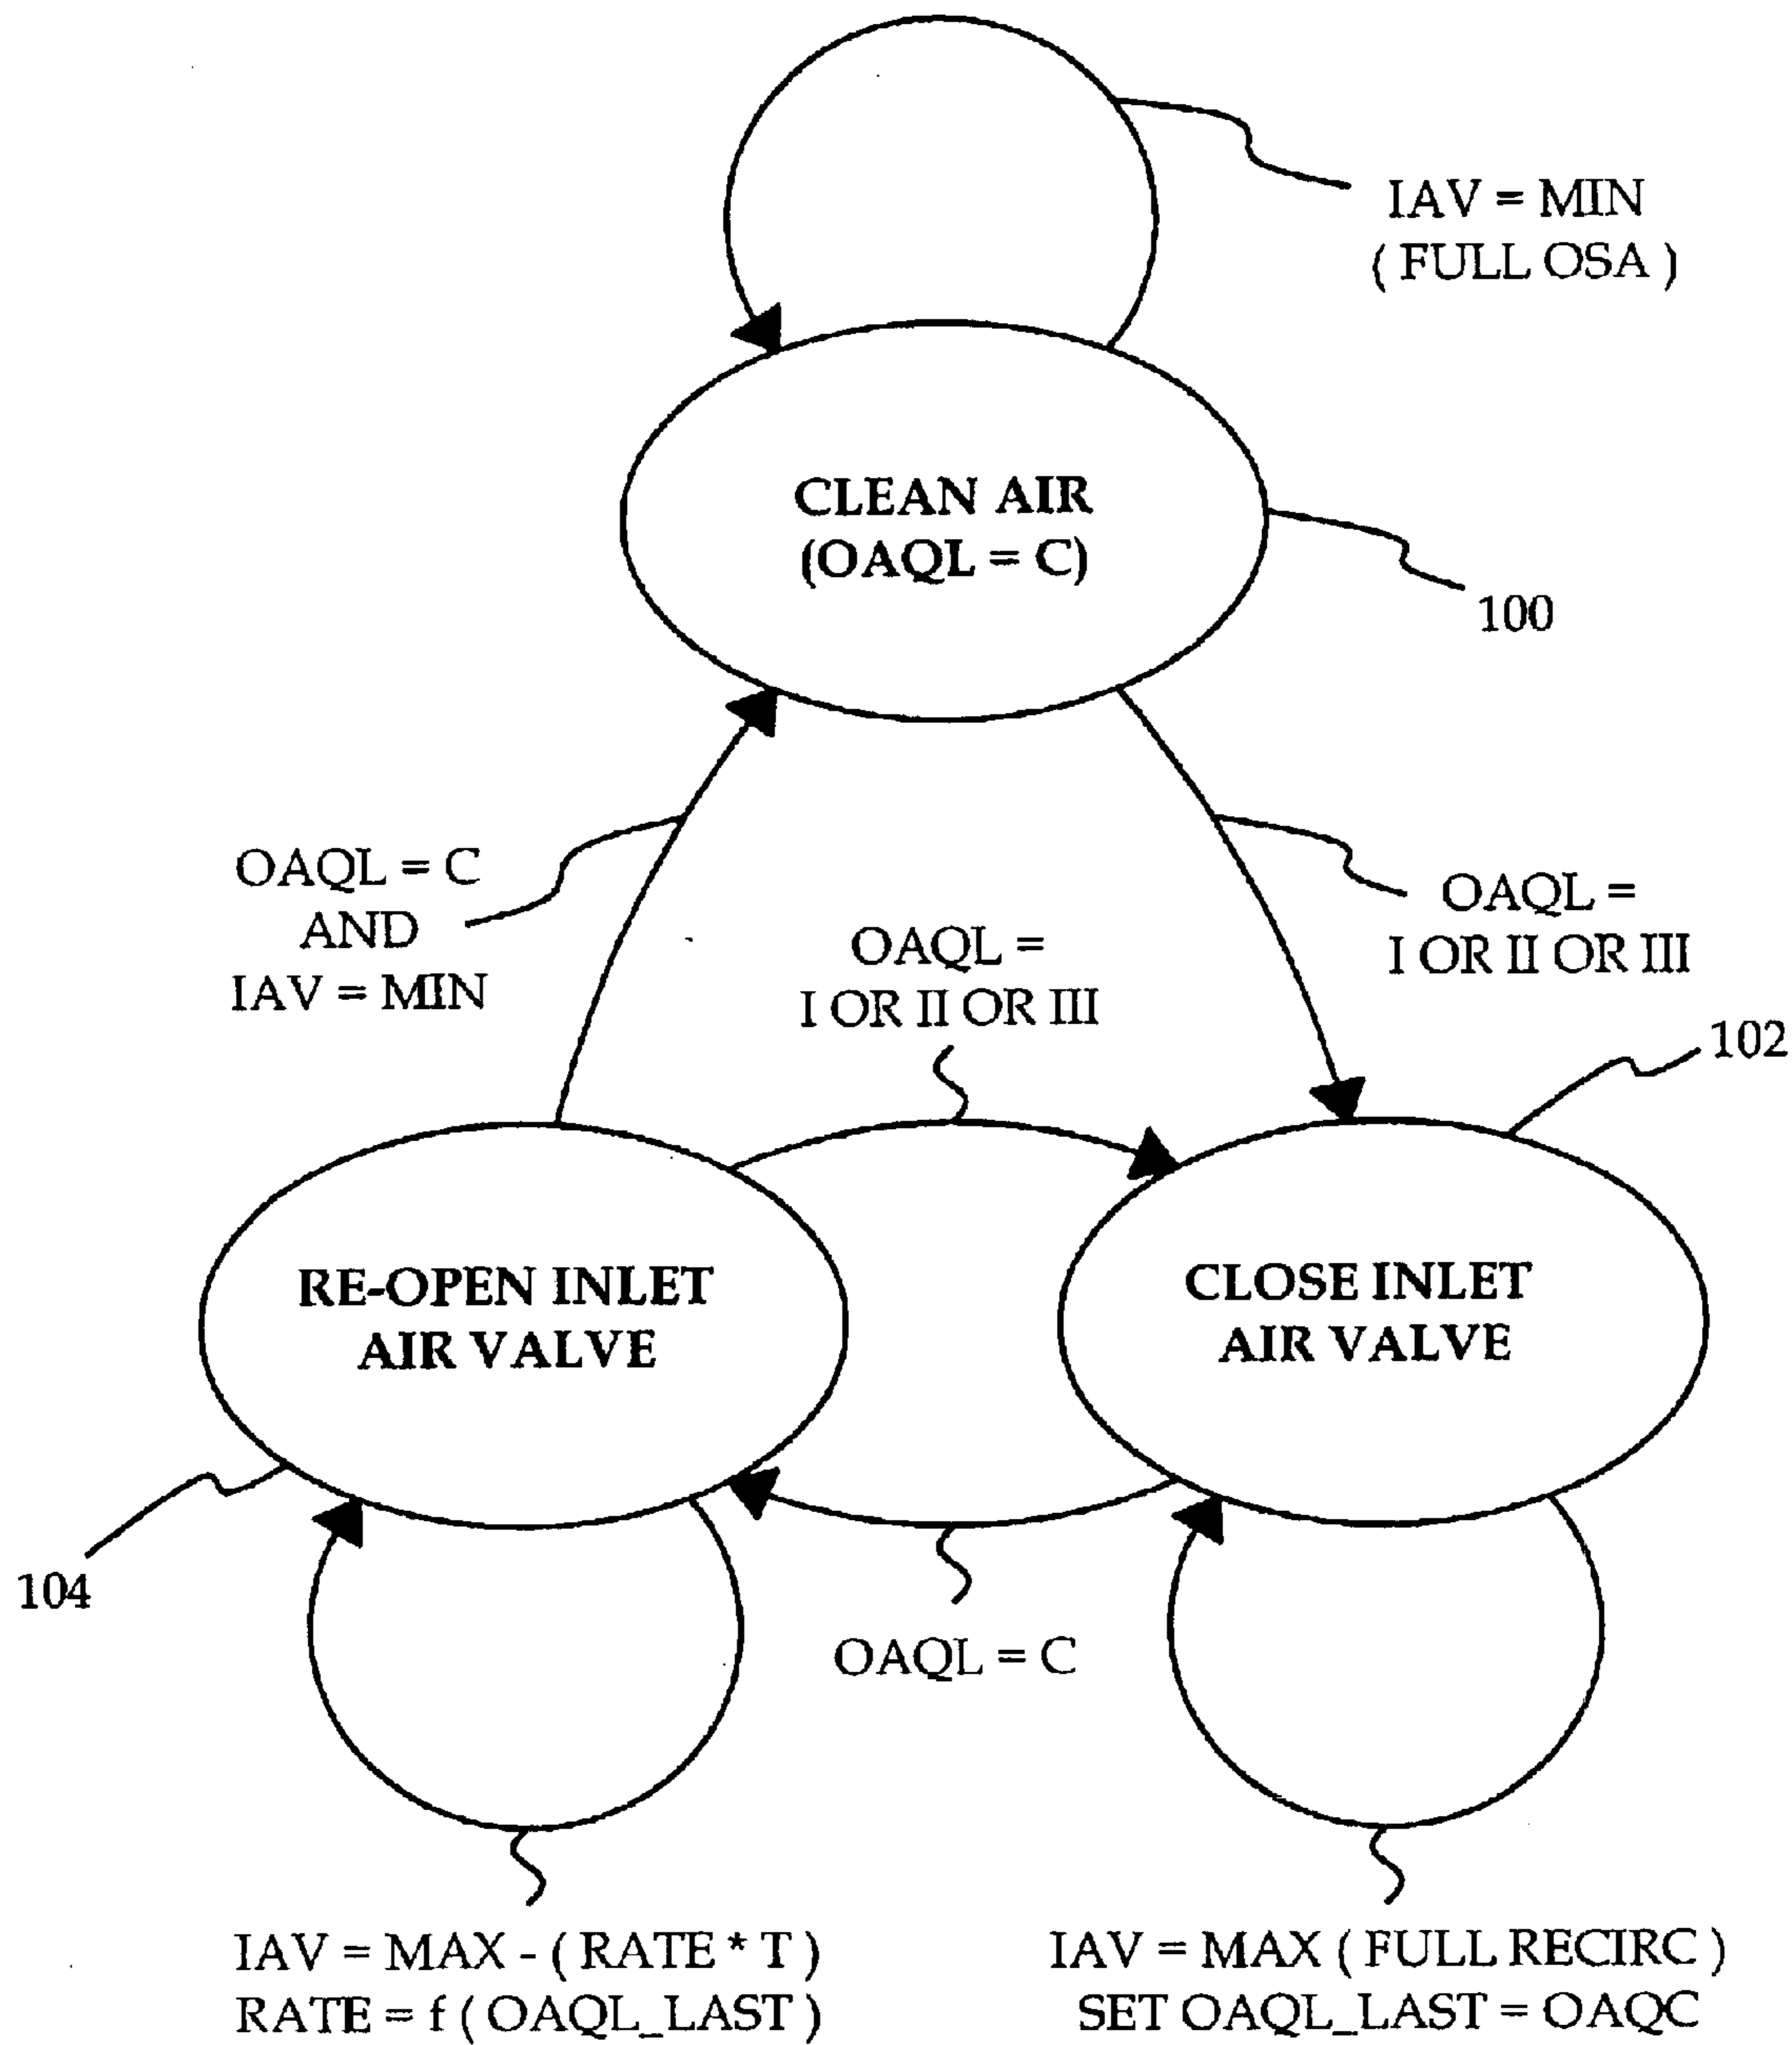 IAV = MIN
( FULL OSA )
CLEAN AIR
(OAQL = C)
100
OAQL = C
AND
IAV = MIN
OAQL =
I OR II OR III
OAQL =
I OR II OR III
102
RE-OPEN INLET
AIR VALVE
CLOSE INLET
AIR VALVE
104
OAQL = C
IAV = MAX - ( RATE * T )
RATE = f ( OAQL_LAST )
IAV = MAX ( FULL RECIRC )
SET OAQL_LAST = OAQC